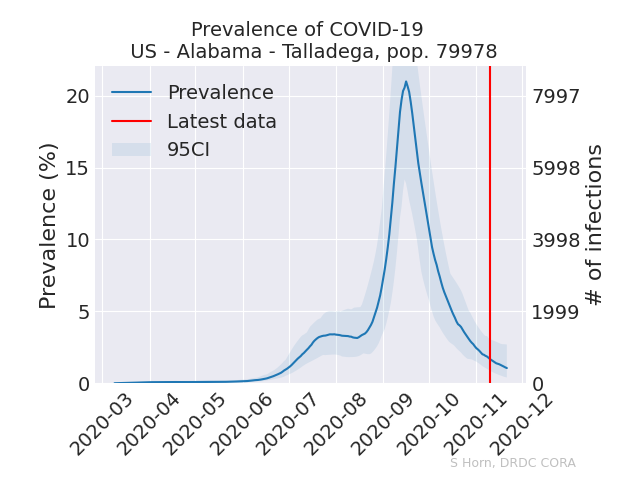 Prevalence of COVID-19
US - Alabama - Talladega, pop. 79978
Prevalence
Latest data
95CI
Prevalence (%)
20
15
10
5
0
7997
5998
3998
1999
0
# of infections
2020-03
2020-04
2020-05
2020-06
2020-07
2020-08
2020-09
2020-10
2020-11
2020-12
S Horn, DRDC CORA